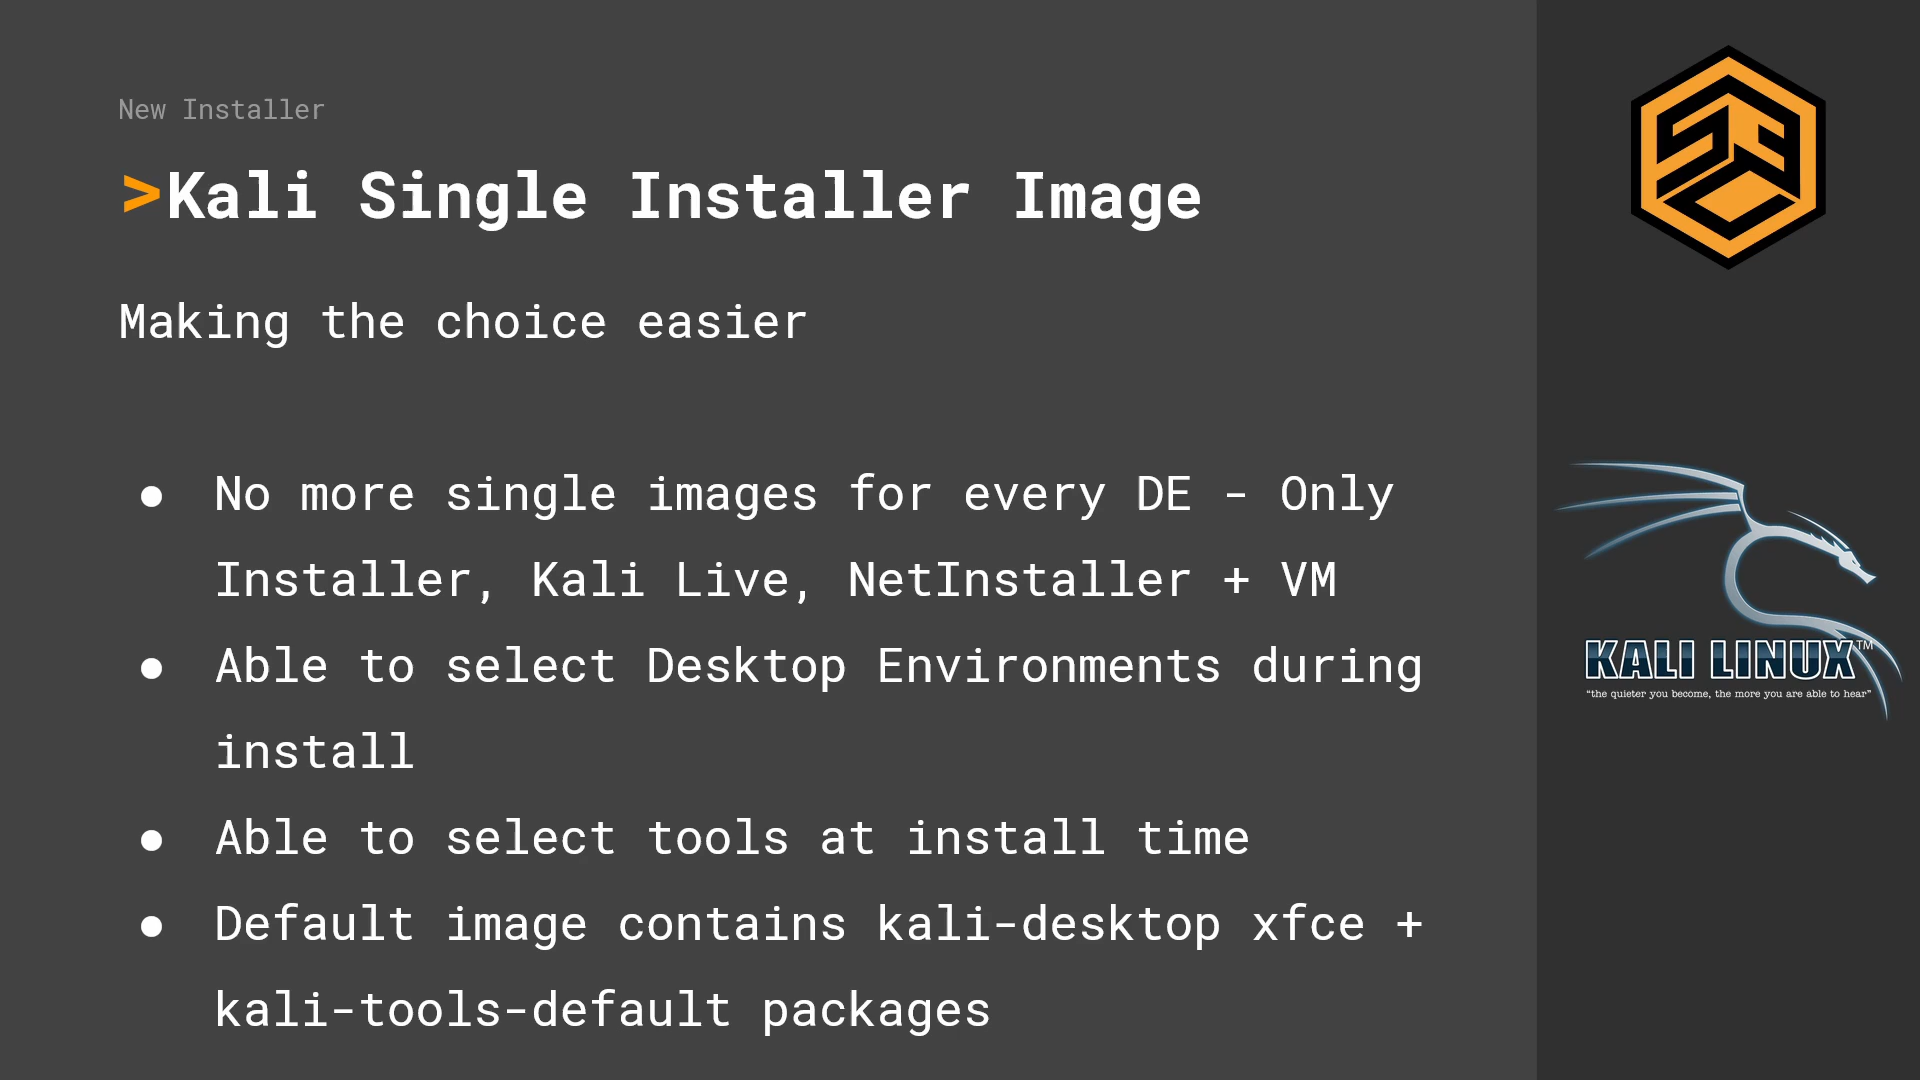 New Installer
>Kali Single Installer Image
Making the choice easier
● No more single images for every DE - Only
Installer, Kali Live, NetInstaller + VM
● Able to select Desktop Environments during
install
● Able to select tools at install time
● Default image contains kali-desktop xfce +
kali-tools-default packages
KALI LINUX™
“the quieter you become, the more you are able to hear”